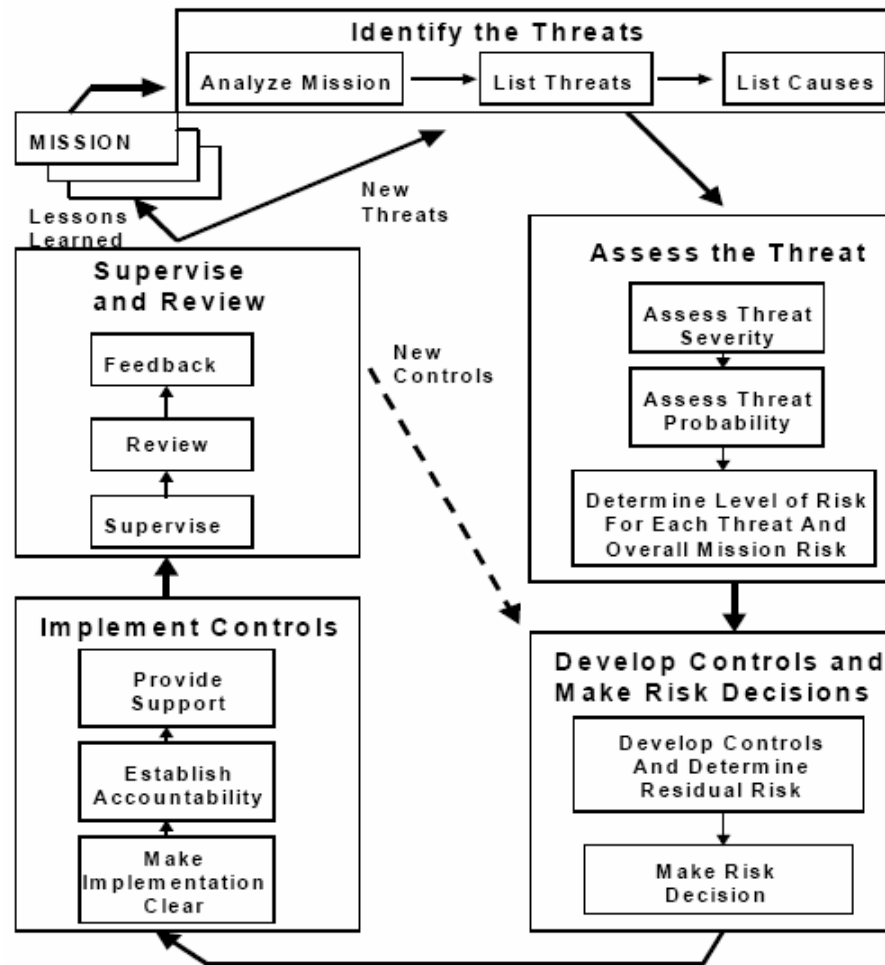 Identify the Threats
Analyze Mission
List Threats
List Causes
MISSION
Lessons
Learned
New
Threats
Assess the Threat
Assess Threat
Severity
Assess Threat
Probability
Determine Level of Risk
For Each Threat And
Overall Mission Risk
New
Controls
Develop Controls and
Make Risk Decisions
Develop Controls
And Determine
Residual Risk
Make Risk
Decision
Implement Controls
Provide
Support
Establish
Accountability
Make
Implementation
Clear
Supervise
and Review
Feedback
Review
Supervise